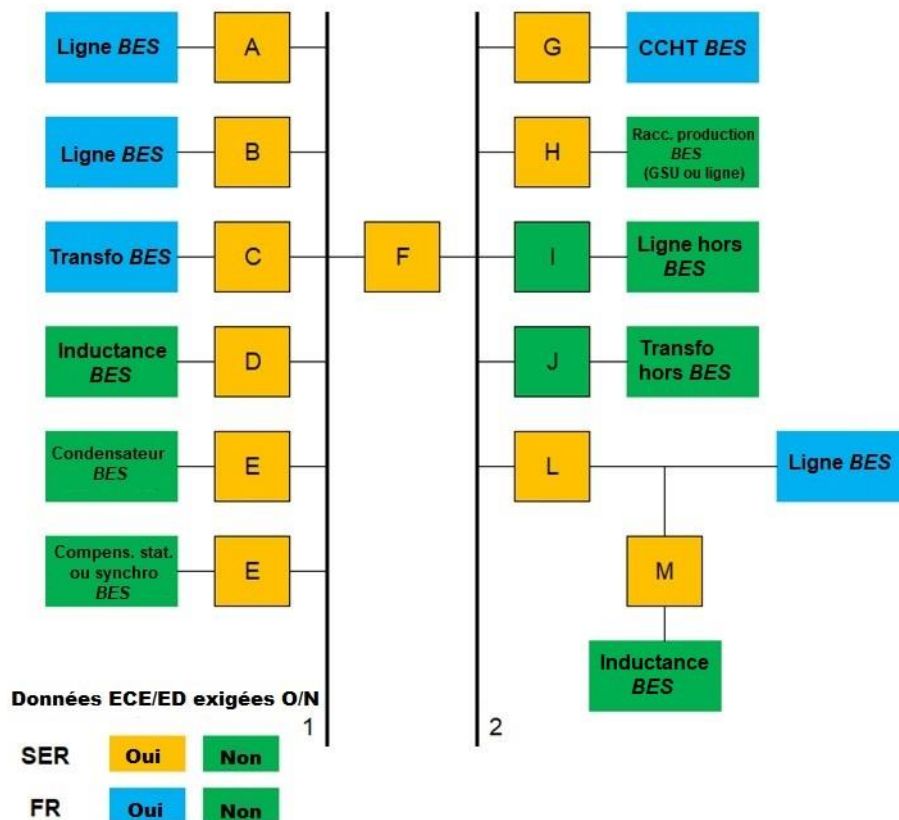 Ligne BES
A
G
CCHT BES
Ligne BES
B
H
Racc. production
BES
(GSU ou ligne)
Transfo BES
C
F
I
Ligne hors
BES
Inductance
BES
D
J
Transfo
hors BES
Condensateur
BES
E
L
Ligne BES
Compens. stat.
ou synchro
BES
E
M
Inductance
BES
Données ECE/ED exigées O/N
1
2
SER
Oui
Non
FR
Oui
Non